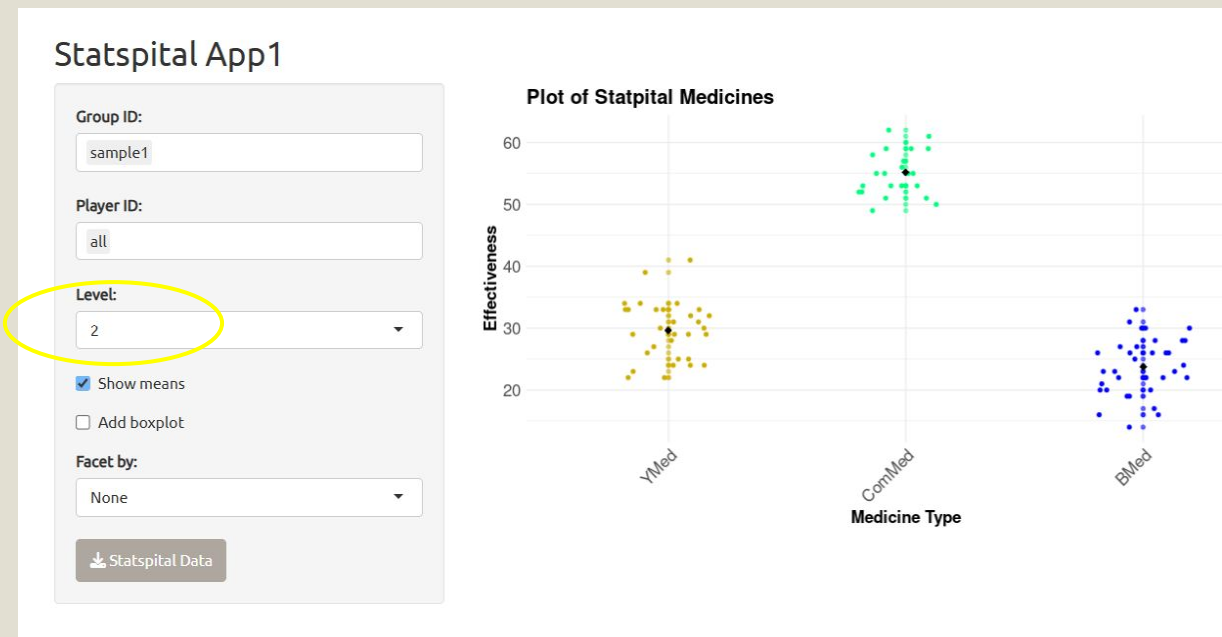 Statspital App1
Group ID:
sample1
Player ID:
all
Level:
2
Show means
Add boxplot
Facet by:
None
Statspital Data
Plot of Statpital Medicines
Effectiveness
60
50
40
30
20
YMed
ComMed
BMed
Medicine Type